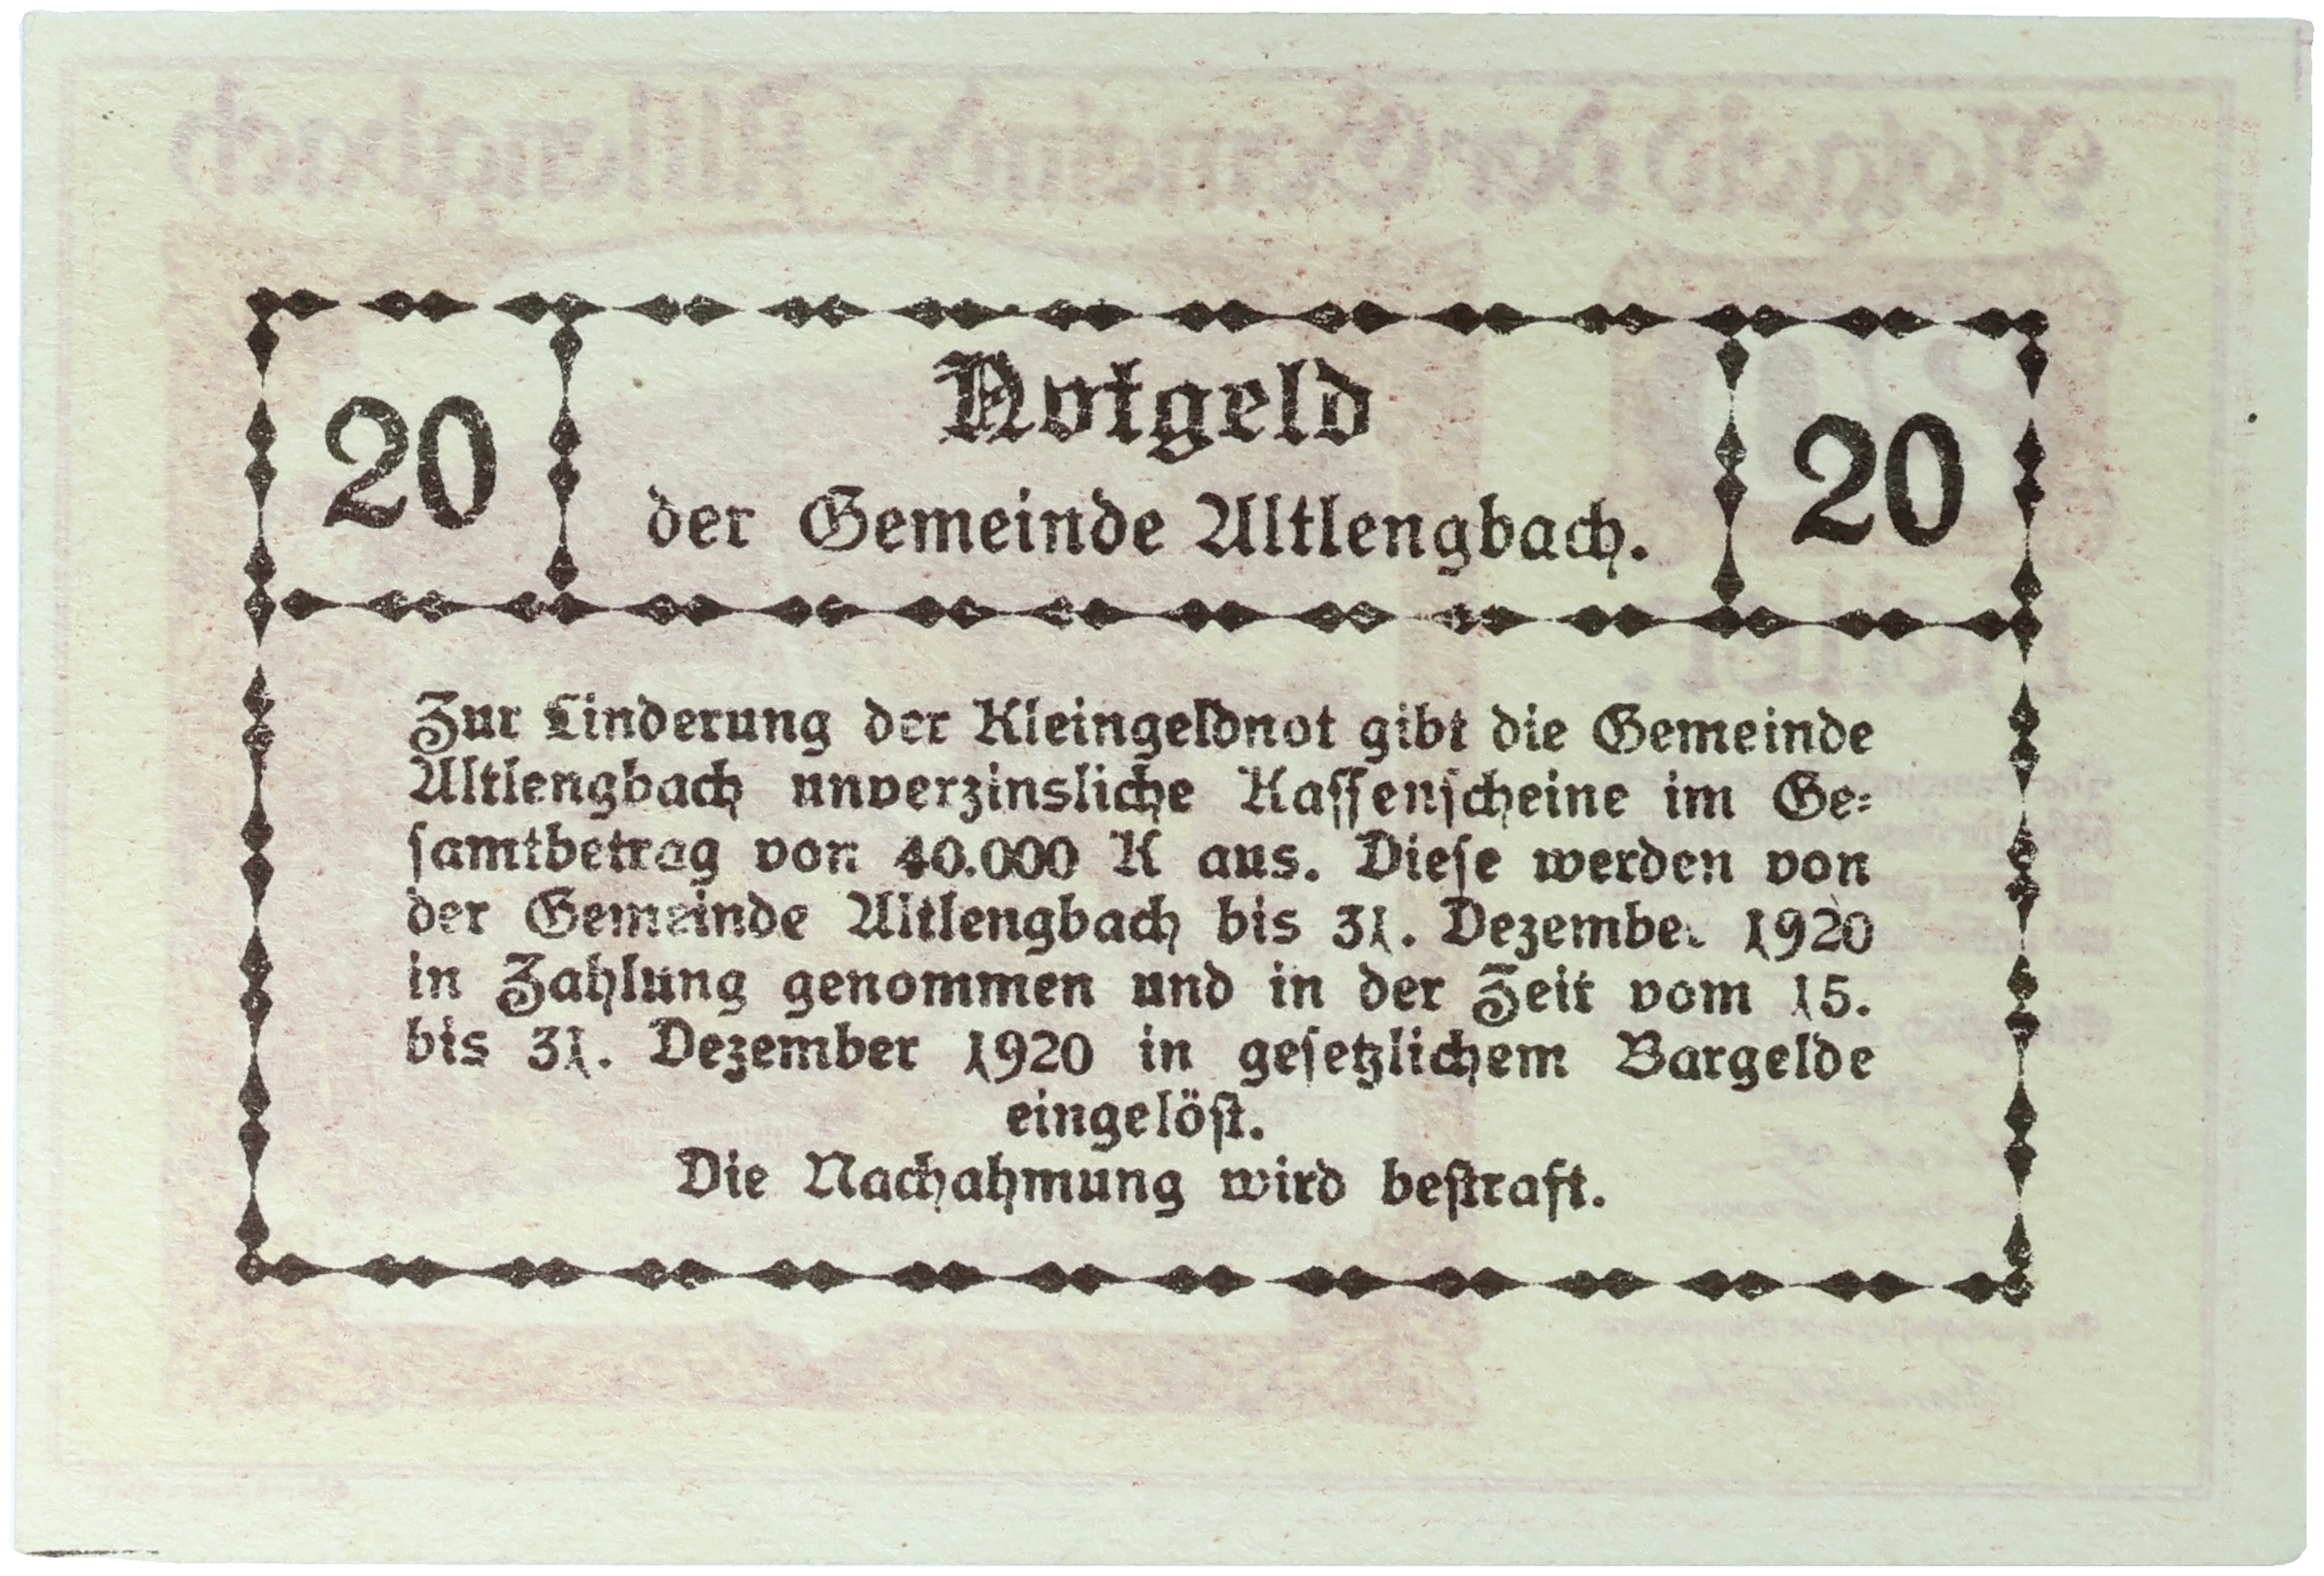 20
Notgeld
der Gemeinde Altlengbach.
20
Zur Linderung der Kleingeldnot gibt die Gemeinde
Altlengbach unverzinsliche Kassenscheine im Ge-
samtbetrag von 40.000 K aus. Diese werden von
der Gemeinde Altlengbach bis 31. Dezember 1920
in Zahlung genommen und in der Zeit vom 15.
bis 31. Dezember 1920 in gesetzlichem Bargelde
eingelöst.
Die Nachahmung wird bestraft.